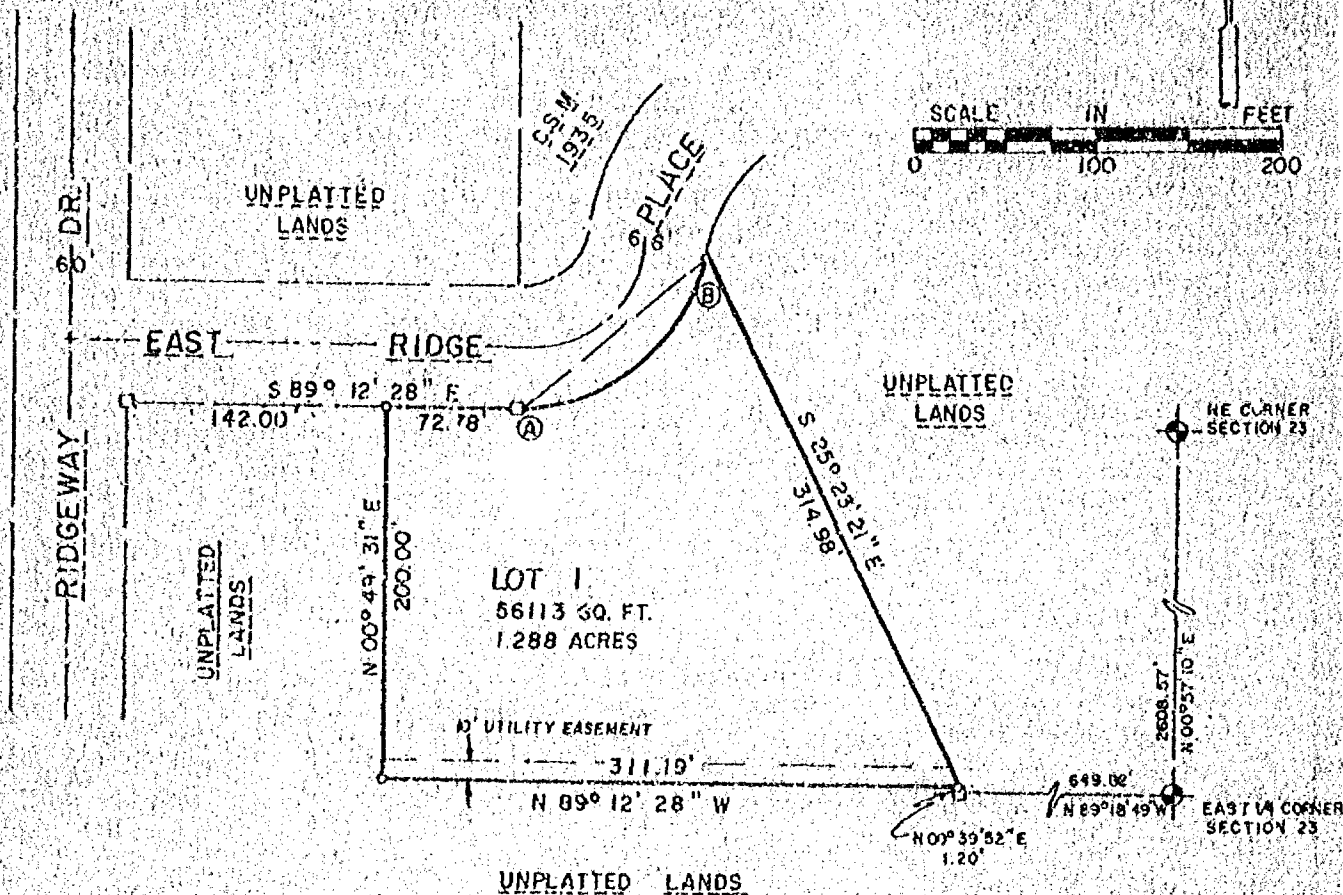 SCALE IN FEET
0 100 200
C.S.M.
1935
UNPLATTED
LANDS
PLACE
66'
RIDGEWAY DR.
60'
EAST RIDGE
B
S 89° 12' 28" E
142.00' 72.78'
A
UNPLATTED
LANDS
NE CORNER
SECTION 23
S 25° 23' 21" E
314.98'
N 00° 49' 31" E
200.00'
UNPLATTED
LANDS
LOT 1
56113 SQ. FT.
1.288 ACRES
2608.57'
N 00°57'10" E
10' UTILITY EASEMENT
311.19'
N 89° 12' 28" W
649.02'
N 89°18'49" W
EAST 1/4 CORNER
SECTION 23
39'52" E
1.20'
UNPLATTED LANDS